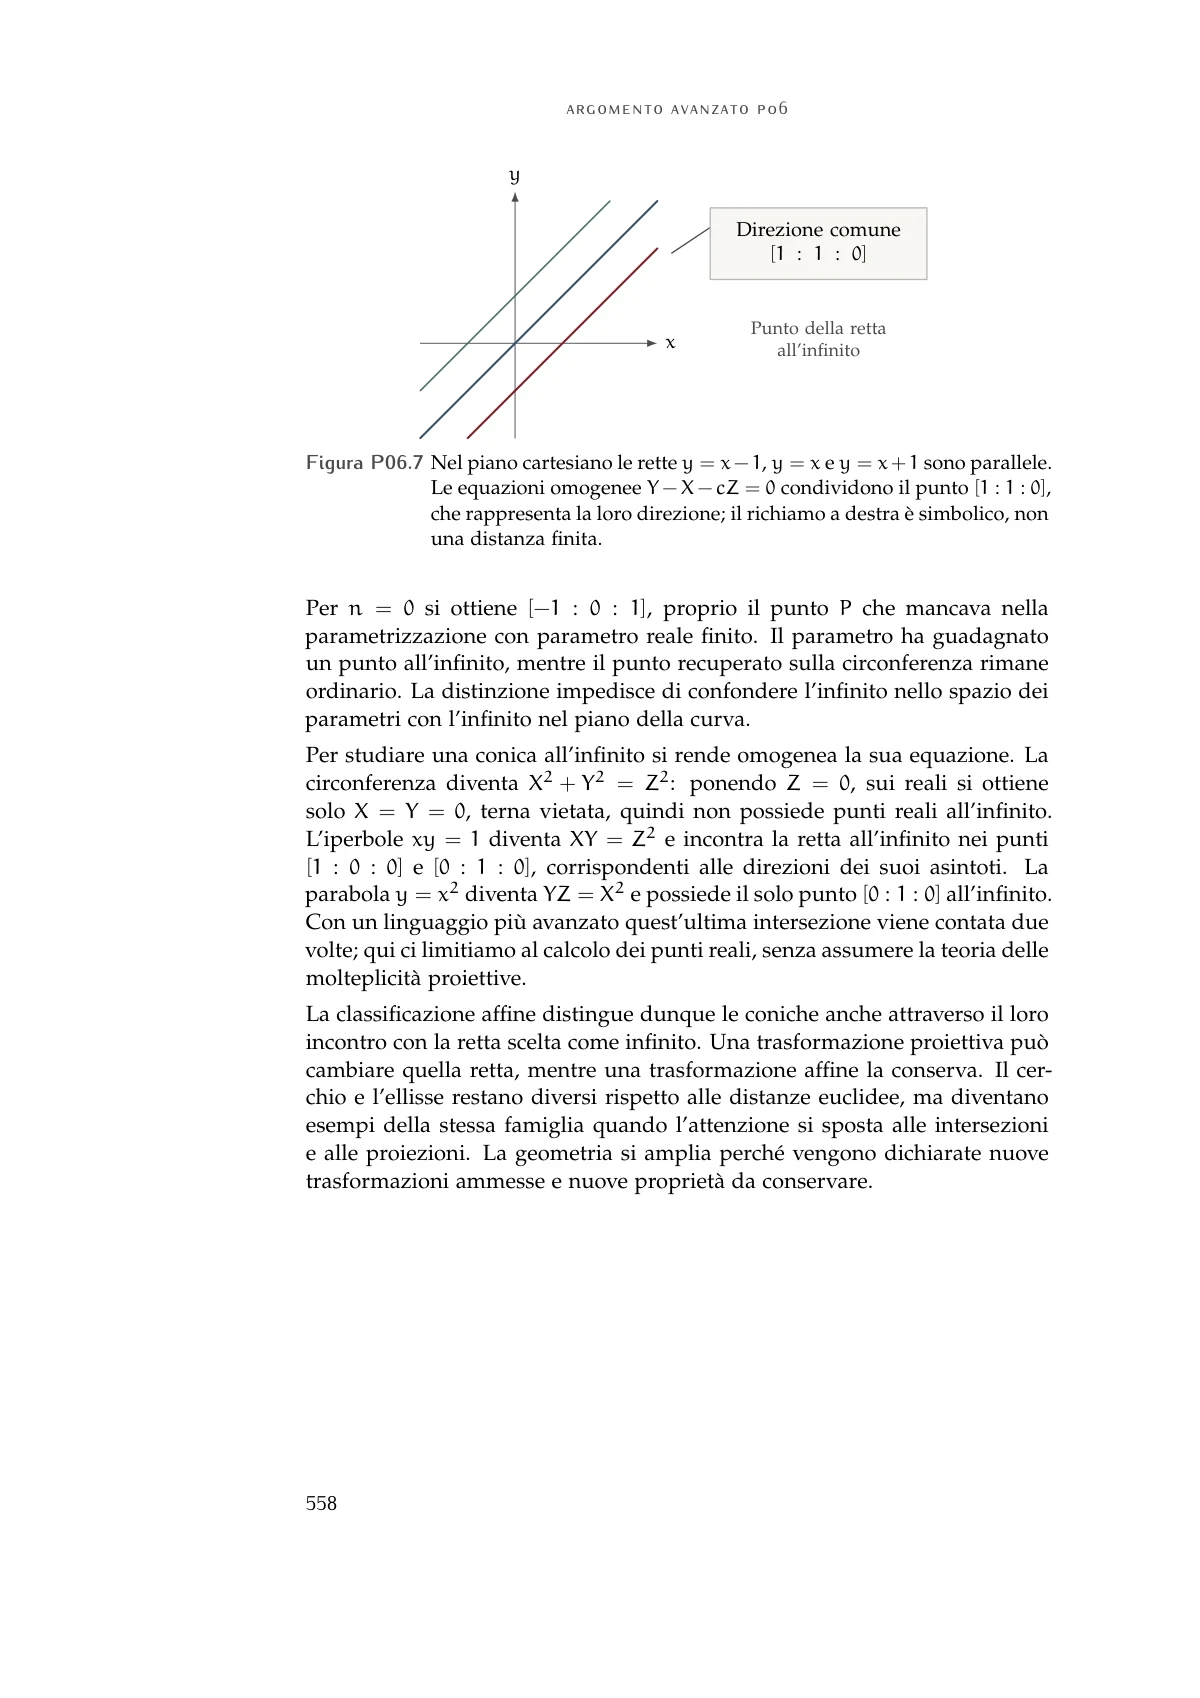 ARGOMENTO AVANZATO P06
y
Direzione comune
[1 : 1 : 0]
Punto della retta
all'infinito
x
Figura P06.7 Nel piano cartesiano le rette y = x − 1, y = x e y = x + 1 sono parallele.
Le equazioni omogenee Y − X − cZ = 0 condividono il punto [1 : 1 : 0],
che rappresenta la loro direzione; il richiamo a destra è simbolico, non
una distanza finita.
Per n = 0 si ottiene [−1 : 0 : 1], proprio il punto P che mancava nella
parametrizzazione con parametro reale finito. Il parametro ha guadagnato
un punto all'infinito, mentre il punto recuperato sulla circonferenza rimane
ordinario. La distinzione impedisce di confondere l'infinito nello spazio dei
parametri con l'infinito nel piano della curva.
Per studiare una conica all'infinito si rende omogenea la sua equazione. La
circonferenza diventa X² + Y² = Z²: ponendo Z = 0, sui reali si ottiene
solo X = Y = 0, terna vietata, quindi non possiede punti reali all'infinito.
L'iperbole xy = 1 diventa XY = Z² e incontra la retta all'infinito nei punti
[1 : 0 : 0] e [0 : 1 : 0], corrispondenti alle direzioni dei suoi asintoti. La
parabola y = x² diventa YZ = X² e possiede il solo punto [0 : 1 : 0] all'infinito.
Con un linguaggio più avanzato quest'ultima intersezione viene contata due
volte; qui ci limitiamo al calcolo dei punti reali, senza assumere la teoria delle
molteplicità proiettive.
La classificazione affine distingue dunque le coniche anche attraverso il loro
incontro con la retta scelta come infinito. Una trasformazione proiettiva può
cambiare quella retta, mentre una trasformazione affine la conserva. Il cer-
chio e l'ellisse restano diversi rispetto alle distanze euclidee, ma diventano
esempi della stessa famiglia quando l'attenzione si sposta alle intersezioni
e alle proiezioni. La geometria si amplia perché vengono dichiarate nuove
trasformazioni ammesse e nuove proprietà da conservare.
558